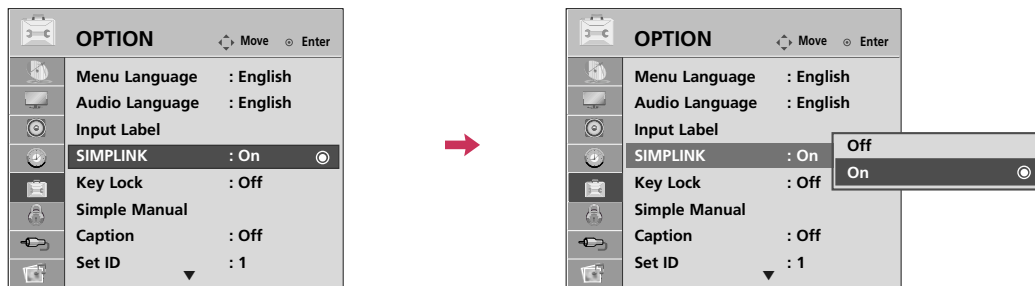 OPTION Move Enter
Menu Language : English
Audio Language : English
Input Label
SIMPLINK : On
Key Lock : Off
Simple Manual
Caption : Off
Set ID : 1
OPTION Move Enter
Menu Language : English
Audio Language : English
Input Label
SIMPLINK : On
Key Lock : Off
Simple Manual
Caption : Off
Set ID : 1
Off
On